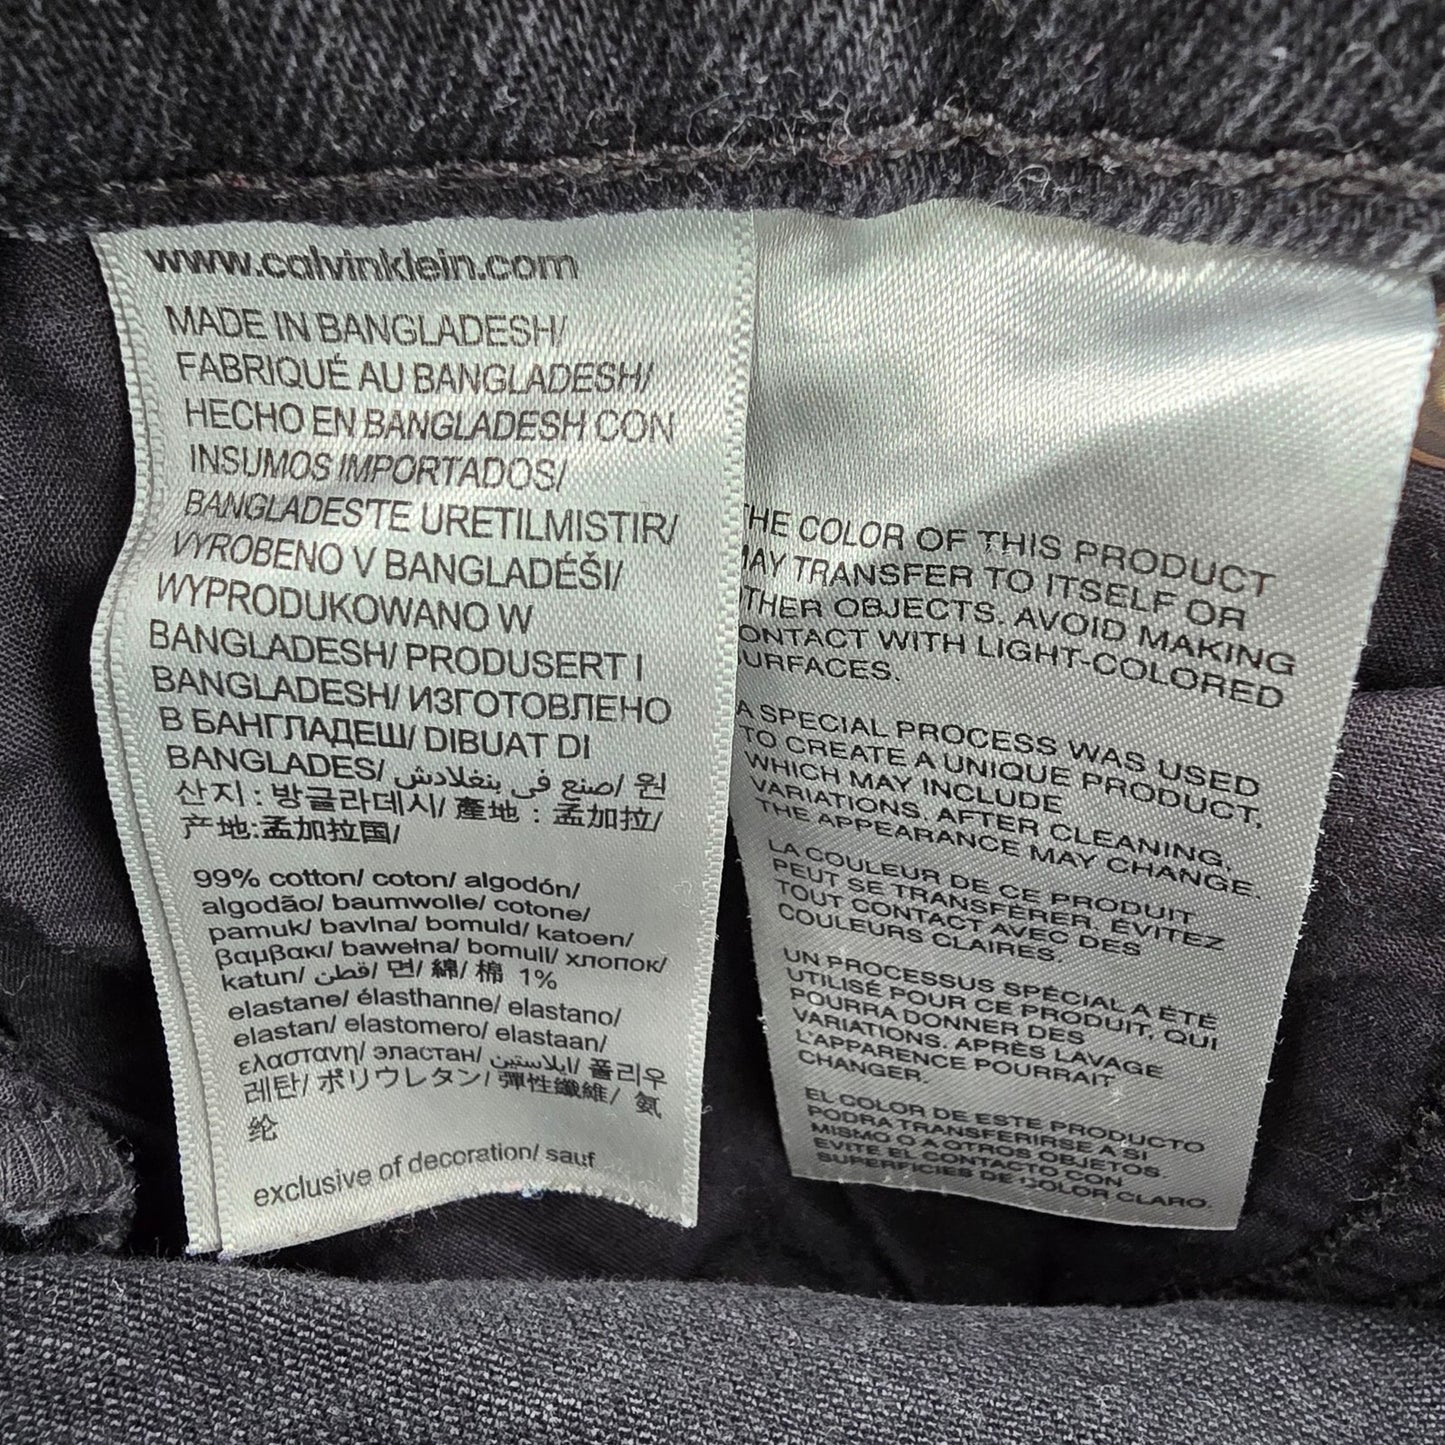 www.calvinklein.com
MADE IN BANGLADESH/
FABRIQUÉ AU BANGLADESH/
HECHO EN BANGLADESH CON
INSUMOS IMPORTADOS/
BANGLADESTE URETILMISTIR/
VYROBENO V BANGLADÉŠI/
WYPRODUKOWANO W
BANGLADESH/ PRODUSERT I
BANGLADESH/ ИЗГОТОВЛЕНО
В БАНГЛАДЕШ/ DIBUAT DI
BANGLADES/ صنع في بنغلادش/ 원
산지: 방글라데시/ 產地: 孟加拉/
产地:孟加拉国/
99% cotton/ coton/ algodón/
algodão/ baumwolle/ cotone/
pamuk/ bavlna/ bomuld/ katoen/
βαμβακι/ bawełna/ bomull/ хлопок/
katun/ قطن/ 면/ 綿/ 棉 1%
elastane/ élasthanne/ elastano/
elastan/ elastomero/ elastaan/
ελαστανη/ эластан/ ايلاستين/ 폴리우
레탄/ ポリウレタン/ 彈性纖維/ 氨
纶
exclusive of decoration/ sauf
THE COLOR OF THIS PRODUCT
MAY TRANSFER TO ITSELF OR
OTHER OBJECTS. AVOID MAKING
CONTACT WITH LIGHT-COLORED
SURFACES.
A SPECIAL PROCESS WAS USED
TO CREATE A UNIQUE PRODUCT,
WHICH MAY INCLUDE
VARIATIONS. AFTER CLEANING,
THE APPEARANCE MAY CHANGE.
LA COULEUR DE CE PRODUIT
PEUT SE TRANSFÉRER. ÉVITEZ
TOUT CONTACT AVEC DES
COULEURS CLAIRES.
UN PROCESSUS SPÉCIAL A ÉTÉ
UTILISÉ POUR CE PRODUIT, QUI
POURRA DONNER DES
VARIATIONS. APRÈS LAVAGE
L'APPARENCE POURRAIT
CHANGER.
EL COLOR DE ESTE PRODUCTO
PODRA TRANSFERIRSE A SI
MISMO O A OTROS OBJETOS.
EVITE EL CONTACTO CON
SUPERFICIES DE COLOR CLARO.